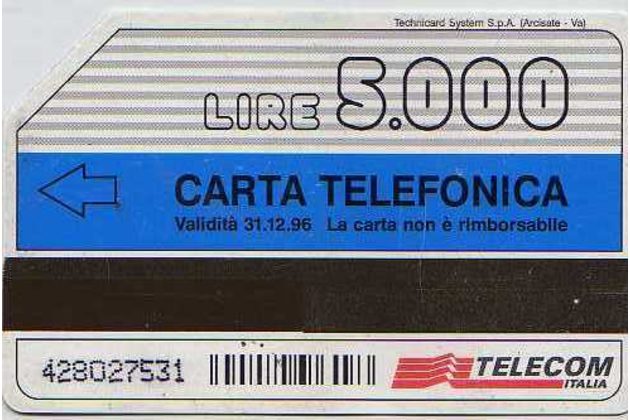 Technicard System S.p.A. (Arcisate - Va)
LIRE 5.000
CARTA TELEFONICA
Validità 31.12.96 La carta non è rimborsabile
428027531
TELECOM
ITALIA